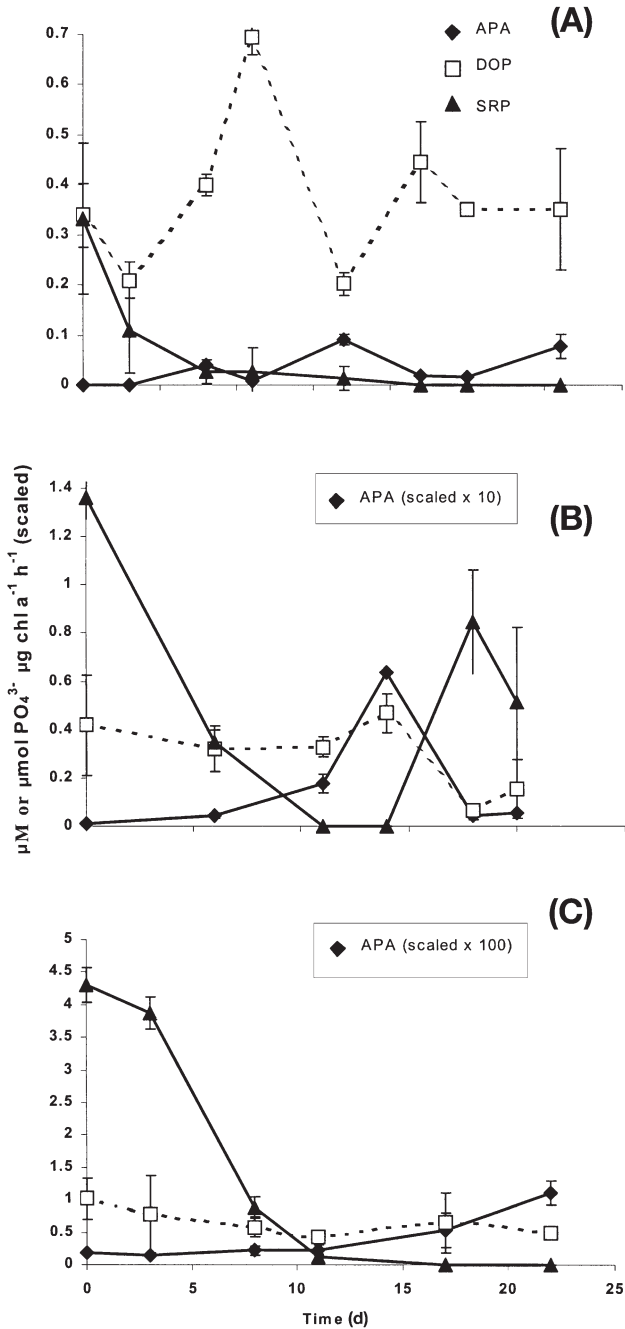 (A)
APA
DOP
SRP
0.7
0.6
0.5
0.4
0.3
0.2
0.1
0
µM or µmol PO₄³⁻ µg chl a⁻¹ h⁻¹ (scaled)
APA (scaled x 10)
(B)
1.4
1.2
1
0.8
0.6
0.4
0.2
0
(C)
APA (scaled x 100)
5
4.5
4
3.5
3
2.5
2
1.5
1
0.5
0
0 5 10 15 20 25
Time (d)